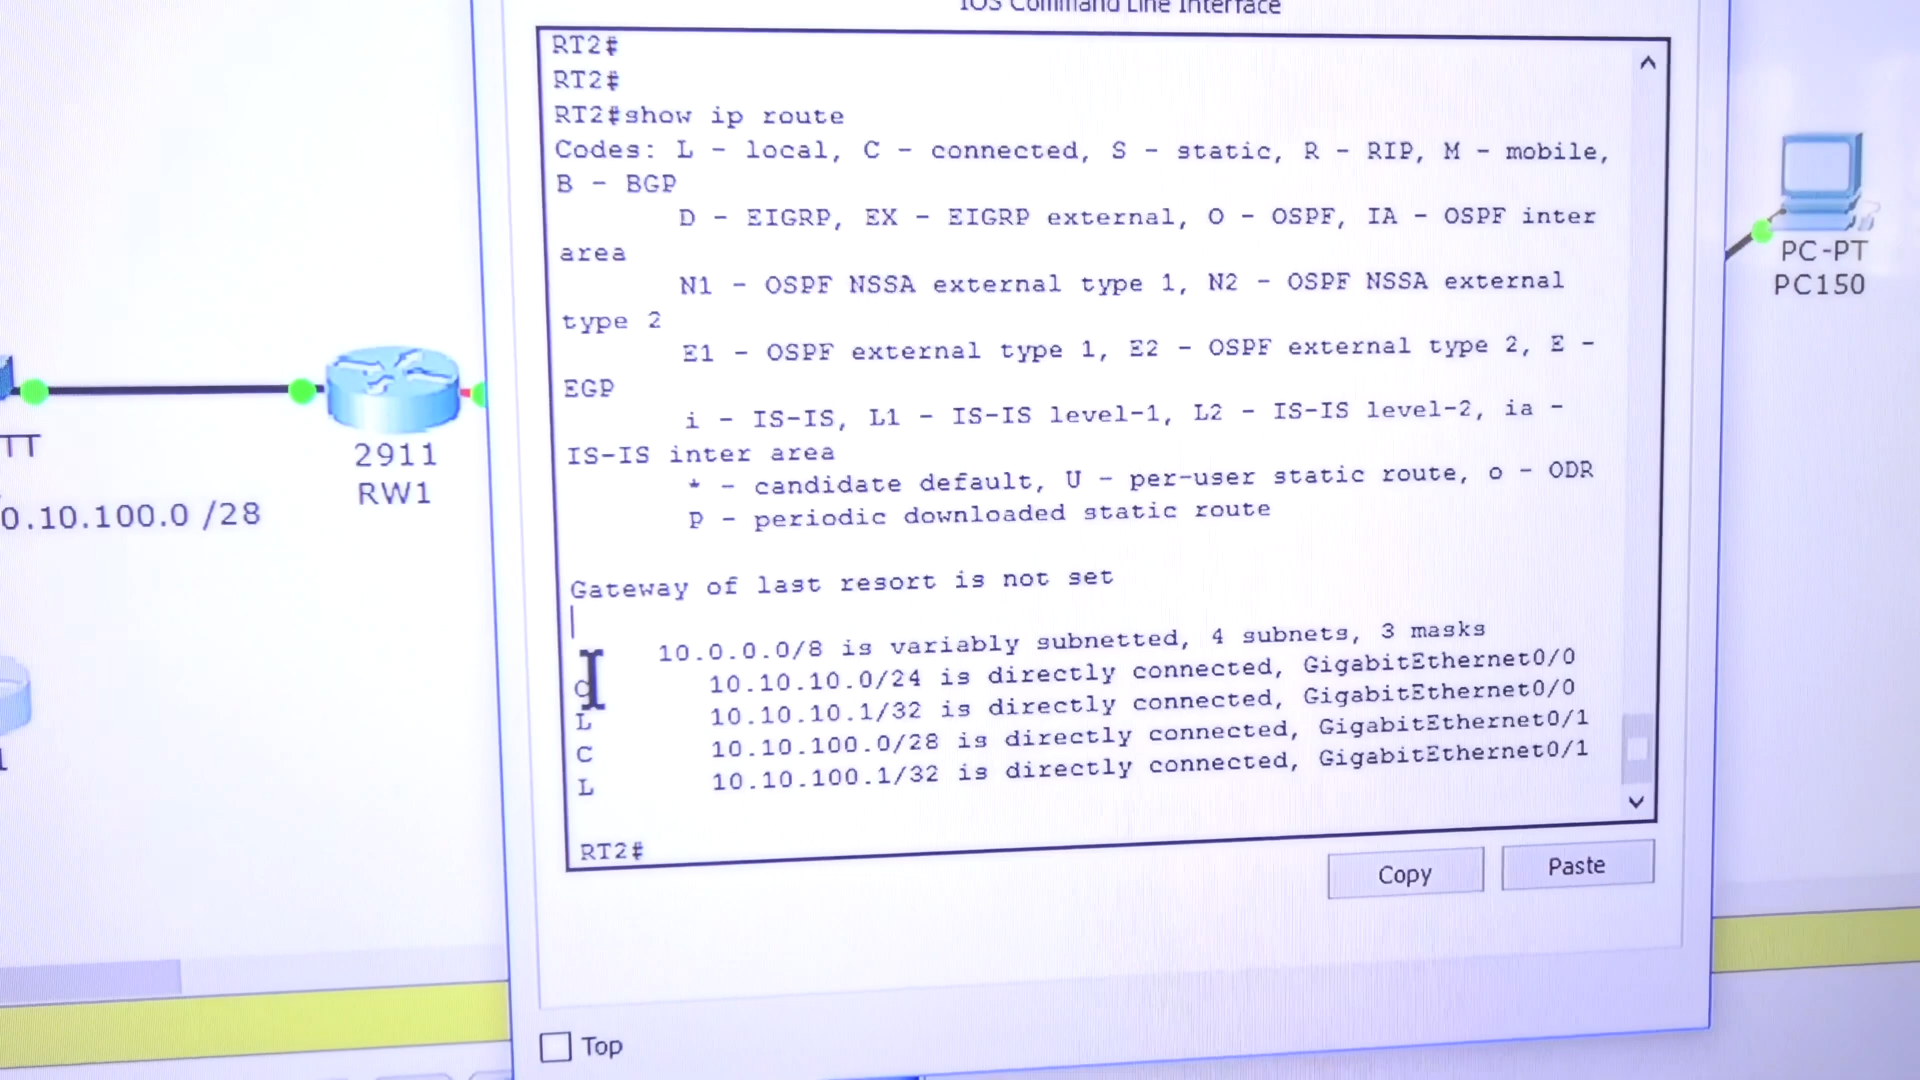 IOS Command Line Interface
RT2#
RT2#
RT2#show ip route
Codes: L - local, C - connected, S - static, R - RIP, M - mobile,
B - BGP
D - EIGRP, EX - EIGRP external, O - OSPF, IA - OSPF inter
area
N1 - OSPF NSSA external type 1, N2 - OSPF NSSA external
type 2
E1 - OSPF external type 1, E2 - OSPF external type 2, E -
EGP
i - IS-IS, L1 - IS-IS level-1, L2 - IS-IS level-2, ia -
IS-IS inter area
* - candidate default, U - per-user static route, o - ODR
P - periodic downloaded static route
Gateway of last resort is not set
10.0.0.0/8 is variably subnetted, 4 subnets, 3 masks
C 10.10.10.0/24 is directly connected, GigabitEthernet0/0
L 10.10.10.1/32 is directly connected, GigabitEthernet0/0
C 10.10.100.0/28 is directly connected, GigabitEthernet0/1
L 10.10.100.1/32 is directly connected, GigabitEthernet0/1
RT2#
Copy
Paste
Top
TT
2911
RW1
0.10.100.0 /28
PC-PT
PC150